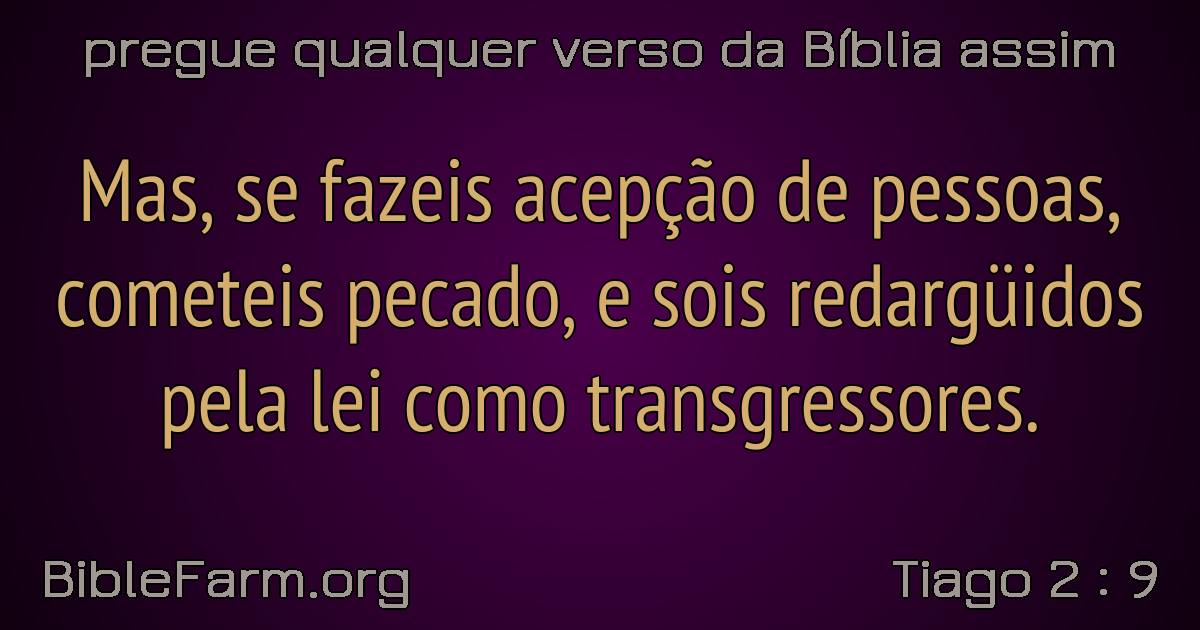 pregue qualquer verso da Bíblia assim
Mas, se fazeis acepção de pessoas,
cometeis pecado, e sois redargüidos
pela lei como transgressores.
BibleFarm.org
Tiago 2 : 9